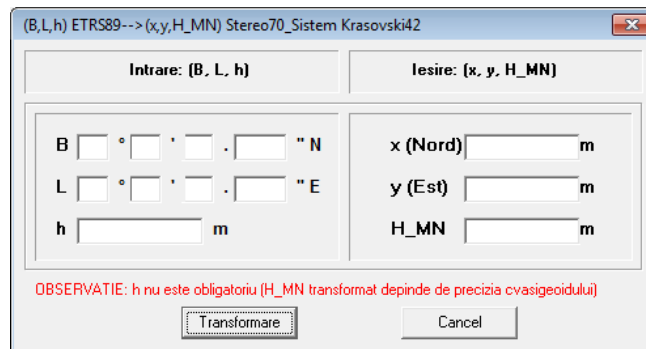 (B,L,h) ETRS89-->(x,y,H_MN) Stereo70_Sistem Krasovski42
Intrare: (B, L, h)
Iesire: (x, y, H_MN)
B ° ' . " N
L ° ' . " E
h m
x (Nord) m
y (Est) m
H_MN m
OBSERVATIE: h nu este obligatoriu (H_MN transformat depinde de precizia cvasigeoidului)
Transformare
Cancel